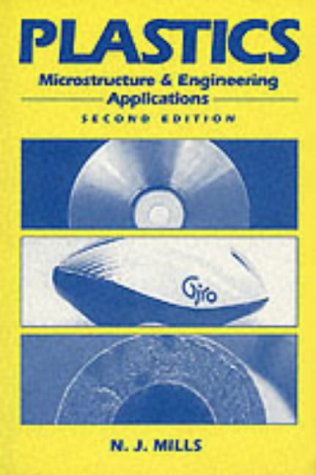 PLASTICS
Microstructure & Engineering
Applications
SECOND EDITION
Giro
N. J. MILLS